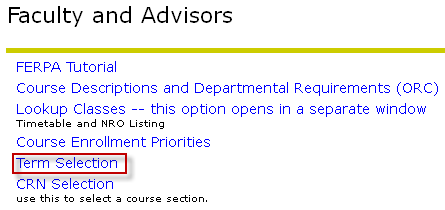 Faculty and Advisors
FERPA Tutorial
Course Descriptions and Departmental Requirements (ORC)
Lookup Classes -- this option opens in a separate window
Timetable and NRO Listing
Course Enrollment Priorities
Term Selection
CRN Selection
use this to select a course section.